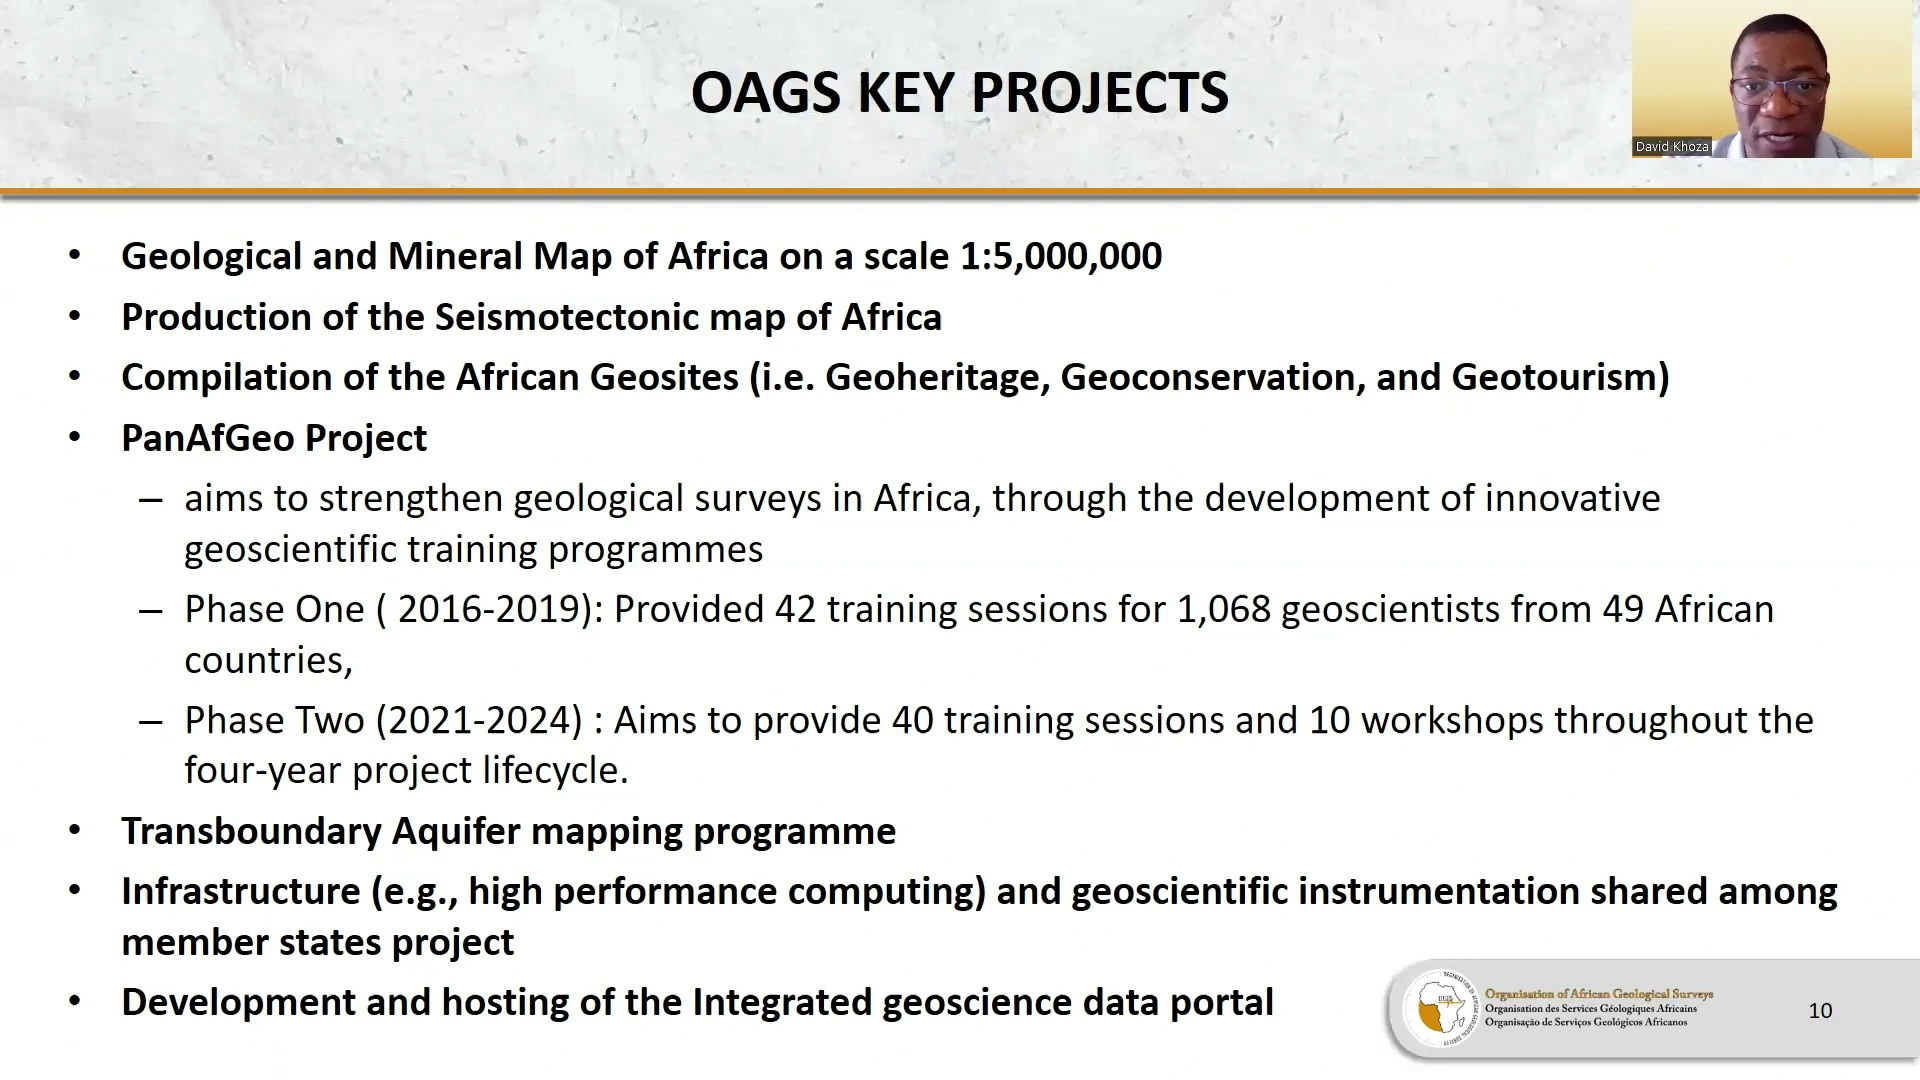 OAGS KEY PROJECTS
David Khoza
• Geological and Mineral Map of Africa on a scale 1:5,000,000
• Production of the Seismotectonic map of Africa
• Compilation of the African Geosites (i.e. Geoheritage, Geoconservation, and Geotourism)
• PanAfGeo Project
– aims to strengthen geological surveys in Africa, through the development of innovative
geoscientific training programmes
– Phase One ( 2016-2019): Provided 42 training sessions for 1,068 geoscientists from 49 African
countries,
– Phase Two (2021-2024) : Aims to provide 40 training sessions and 10 workshops throughout the
four-year project lifecycle.
• Transboundary Aquifer mapping programme
• Infrastructure (e.g., high performance computing) and geoscientific instrumentation shared among
member states project
• Development and hosting of the Integrated geoscience data portal
Organisation of African Geological Surveys
Organisation des Services Géologiques Africains
Organisação de Serviços Geológicos Africanos
10